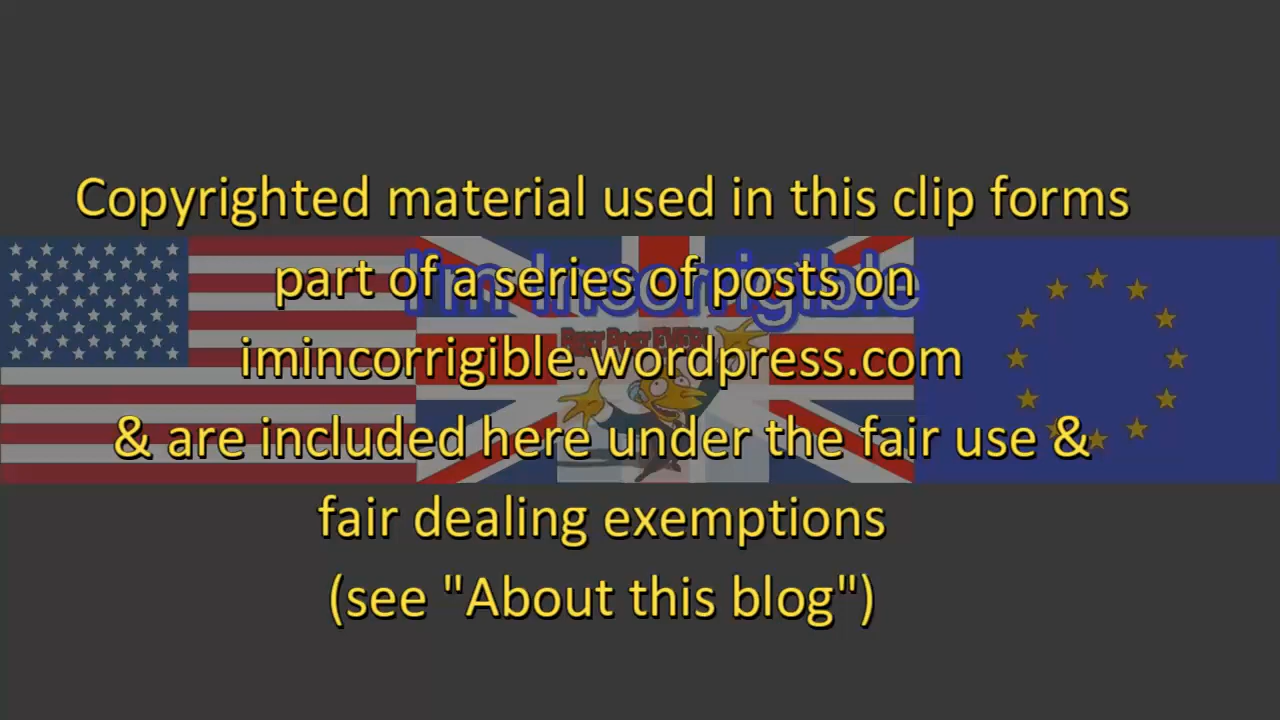 Copyrighted material used in this clip forms
part of a series of posts on
I'm Incorrigible
imincorrigible.wordpress.com
& are included here under the fair use &
fair dealing exemptions
(see "About this blog")